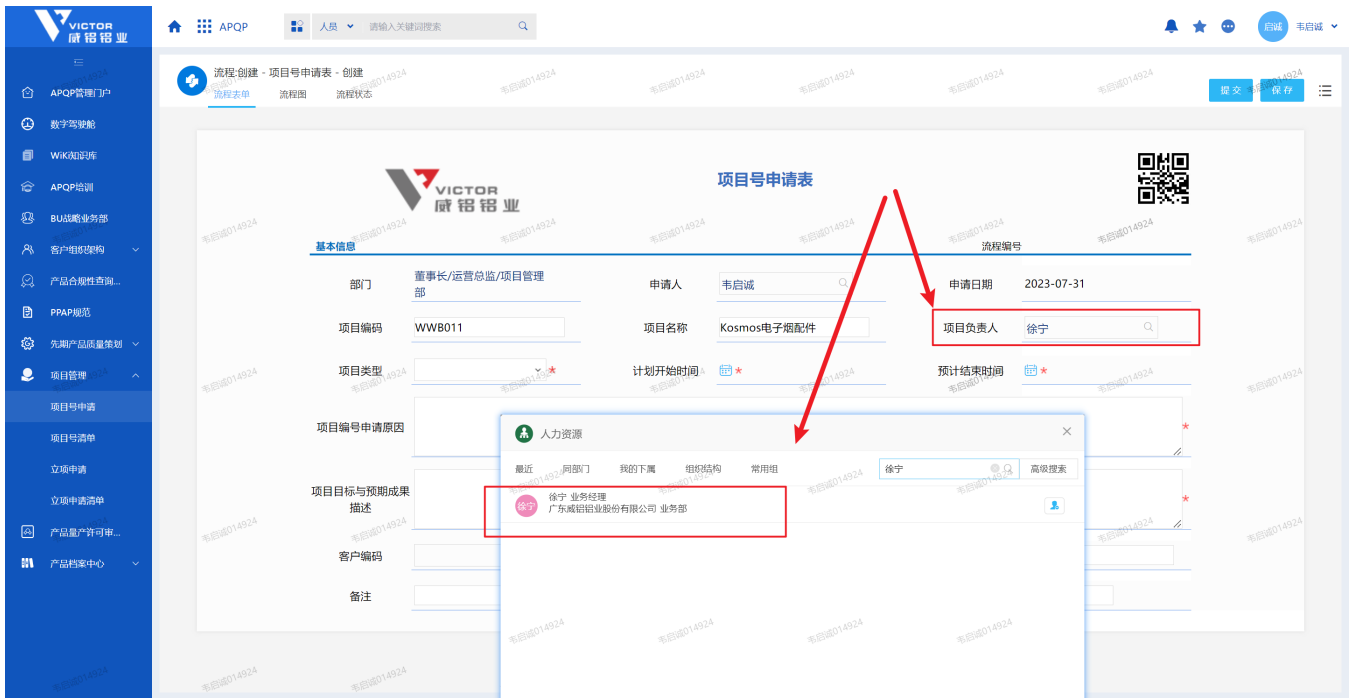 VICTOR
威铝铝业
APQP
人员
请输入关键词搜索
启诚
韦启诚
APQP管理门户
数字驾驶舱
WiKi知识库
APQP培训
BU战略业务部
客户组织架构
产品合规性查询...
PPAP规范
先期产品质量策划
项目管理
项目号申请
项目号清单
立项申请
立项申请清单
产品量产许可审...
产品档案中心
流程:创建 - 项目号申请表 - 创建
流程表单
流程图
流程状态
提交
保存
VICTOR
威铝铝业
项目号申请表
基本信息
流程编号
部门
董事长/运营总监/项目管理
部
申请人
韦启诚
申请日期
2023-07-31
项目编码
WWB011
项目名称
Kosmos电子烟配件
项目负责人
徐宁
项目类型
*
计划开始时间
*
预计结束时间
*
项目编号申请原因
*
项目目标与预期成果
描述
*
客户编码
备注
人力资源
最近
同部门
我的下属
组织结构
常用组
徐宁
高级搜索
徐宁
徐宁 业务经理
广东威铝铝业股份有限公司 业务部
韦启诚014924